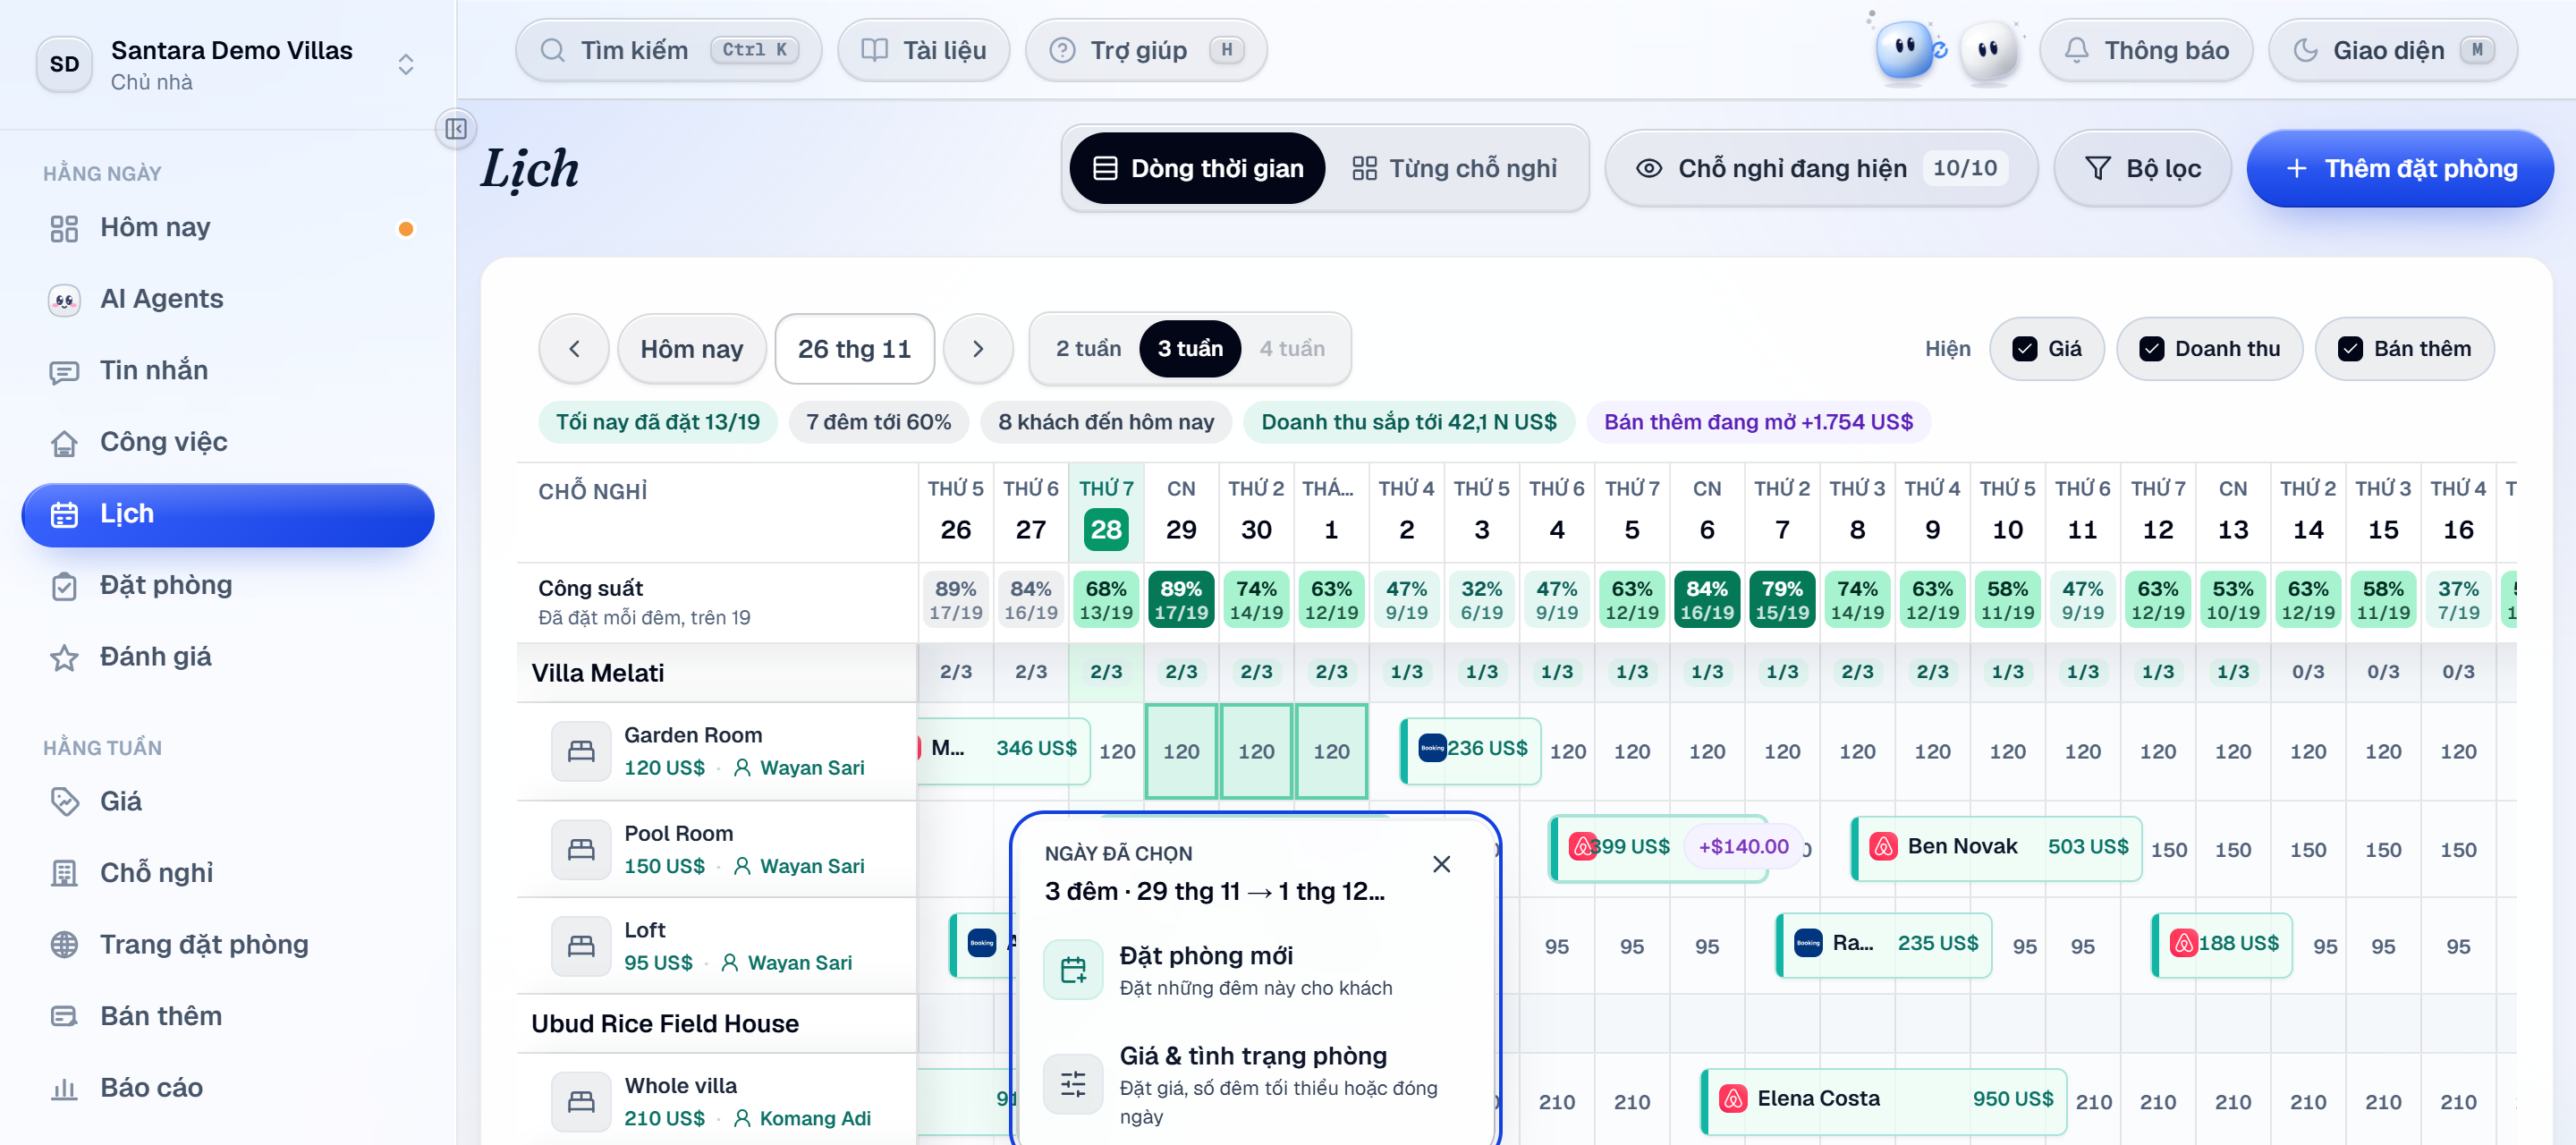 SD
Santara Demo Villas
Chủ nhà
Tìm kiếm Ctrl K
Tài liệu
Trợ giúp H
Thông báo
Giao diện M
HẰNG NGÀY
Hôm nay
AI Agents
Tin nhắn
Công việc
Lịch
Đặt phòng
Đánh giá
HẰNG TUẦN
Giá
Chỗ nghỉ
Trang đặt phòng
Bán thêm
Báo cáo
Lịch
Dòng thời gian
Từng chỗ nghỉ
Chỗ nghỉ đang hiện 10/10
Bộ lọc
Thêm đặt phòng
Hôm nay
26 thg 11
2 tuần 3 tuần 4 tuần
Hiện Giá Doanh thu Bán thêm
Tối nay đã đặt 13/19
7 đêm tới 60%
8 khách đến hôm nay
Doanh thu sắp tới 42,1 N US$
Bán thêm đang mở +1.754 US$
CHỖ NGHỈ
THỨ 5 THỨ 6 THỨ 7 CN THỨ 2 THÁ... THỨ 4 THỨ 5 THỨ 6 THỨ 7 CN THỨ 2 THỨ 3 THỨ 4 THỨ 5 THỨ 6 THỨ 7 CN THỨ 2 THỨ 3 THỨ 4
26 27 28 29 30 1 2 3 4 5 6 7 8 9 10 11 12 13 14 15 16
Công suất
Đã đặt mỗi đêm, trên 19
89% 84% 68% 89% 74% 63% 47% 32% 47% 63% 84% 79% 74% 63% 58% 47% 63% 53% 63% 58% 37%
17/19 16/19 13/19 17/19 14/19 12/19 9/19 6/19 9/19 12/19 16/19 15/19 14/19 12/19 11/19 9/19 12/19 10/19 12/19 11/19 7/19
Villa Melati
2/3 2/3 2/3 2/3 2/3 2/3 1/3 1/3 1/3 1/3 1/3 1/3 2/3 2/3 1/3 1/3 1/3 1/3 0/3 0/3 0/3
Garden Room
120 US$ · Wayan Sari
M... 346 US$ 120 120 120 120 Booking 236 US$ 120 120 120 120 120 120 120 120 120 120 120 120 120
Pool Room
150 US$ · Wayan Sari
399 US$ +$140.00
Ben Novak 503 US$ 150 150 150 150 150
Loft
95 US$ · Wayan Sari
Booking
95 95 95 Booking Ra... 235 US$ 95 95 188 US$ 95 95 95
Ubud Rice Field House
Whole villa
210 US$ · Komang Adi
210 210 Elena Costa 950 US$ 210 210 210 210 210 210
NGÀY ĐÃ CHỌN
3 đêm · 29 thg 11 → 1 thg 12...
Đặt phòng mới
Đặt những đêm này cho khách
Giá & tình trạng phòng
Đặt giá, số đêm tối thiểu hoặc đóng
ngày